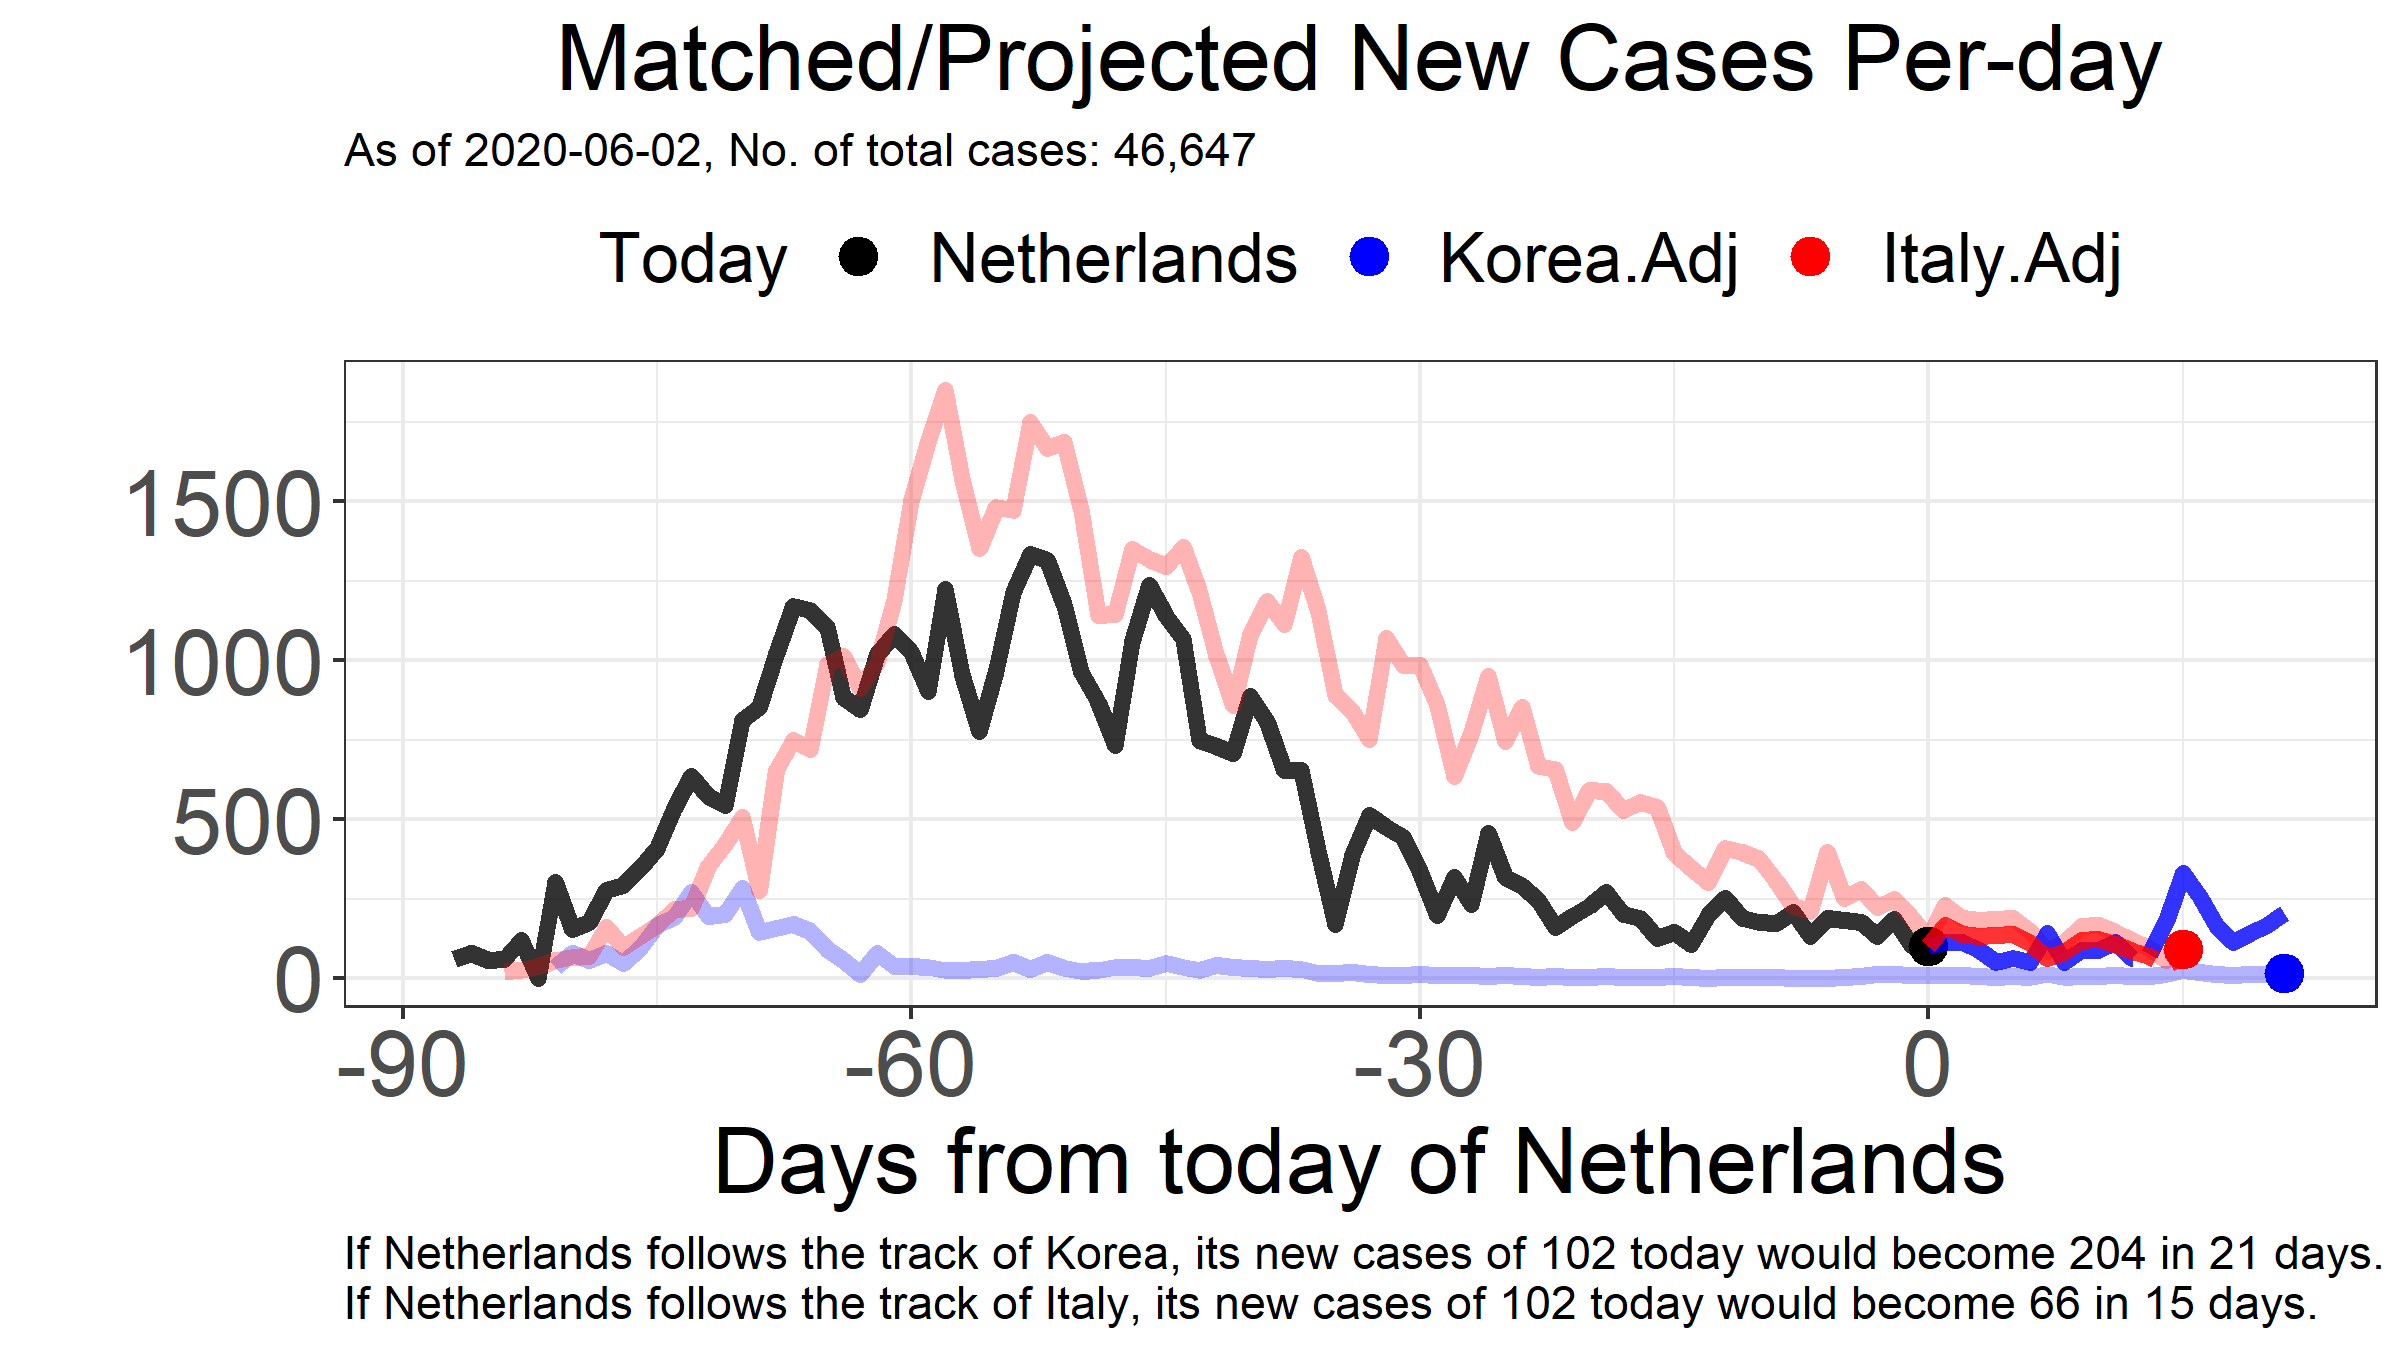 Matched/Projected New Cases Per-day
As of 2020-06-02, No. of total cases: 46,647
Today Netherlands Korea.Adj Italy.Adj
1500
1000
500
0
-90 -60 -30 0
Days from today of Netherlands
If Netherlands follows the track of Korea, its new cases of 102 today would become 204 in 21 days.
If Netherlands follows the track of Italy, its new cases of 102 today would become 66 in 15 days.